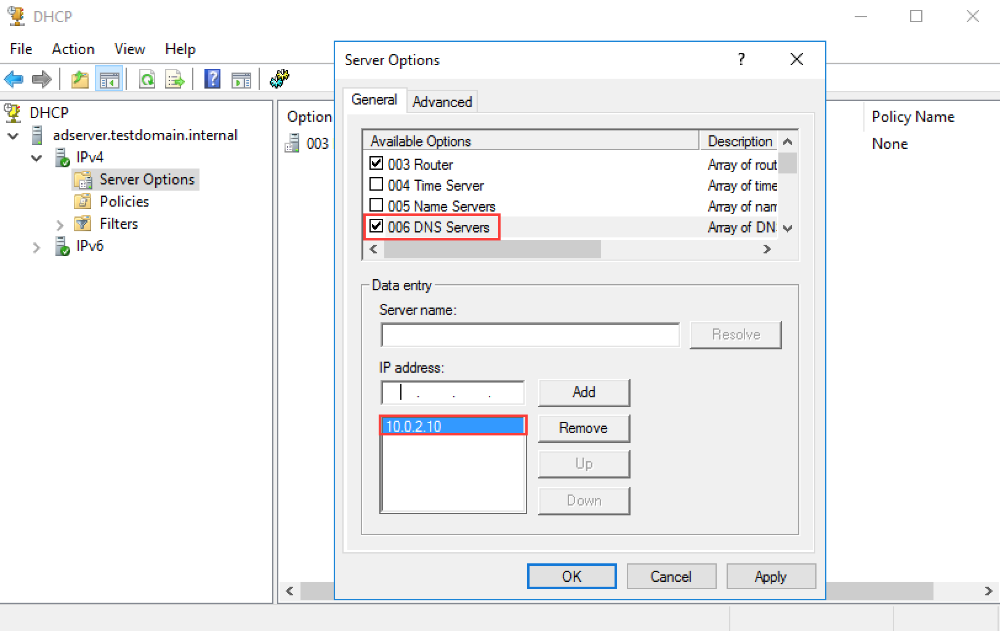 DHCP
File Action View Help
DHCP
adserver.testdomain.internal
IPv4
Server Options
Policies
Filters
IPv6
Option
003
Policy Name
None
Server Options
General Advanced
Available Options Description
003 Router Array of rout
004 Time Server Array of time
005 Name Servers Array of nam
006 DNS Servers Array of DN
Data entry
Server name:
Resolve
IP address:
. . . Add
10.0.2.10 Remove
Up
Down
OK Cancel Apply